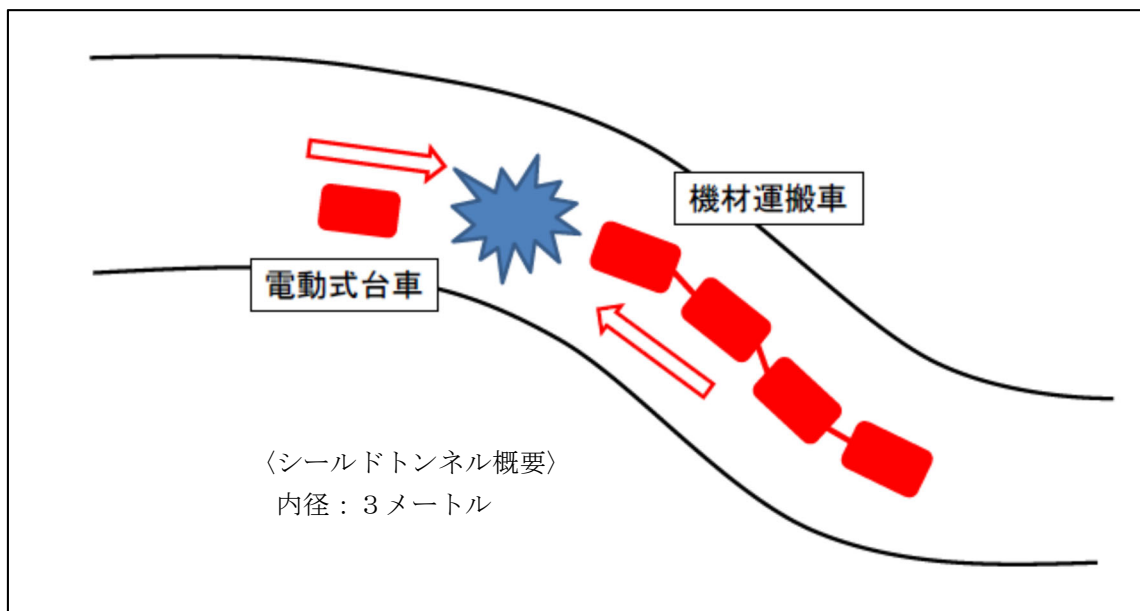 機材運搬車
電動式台車
〈シールドトンネル概要〉
内径：３メートル